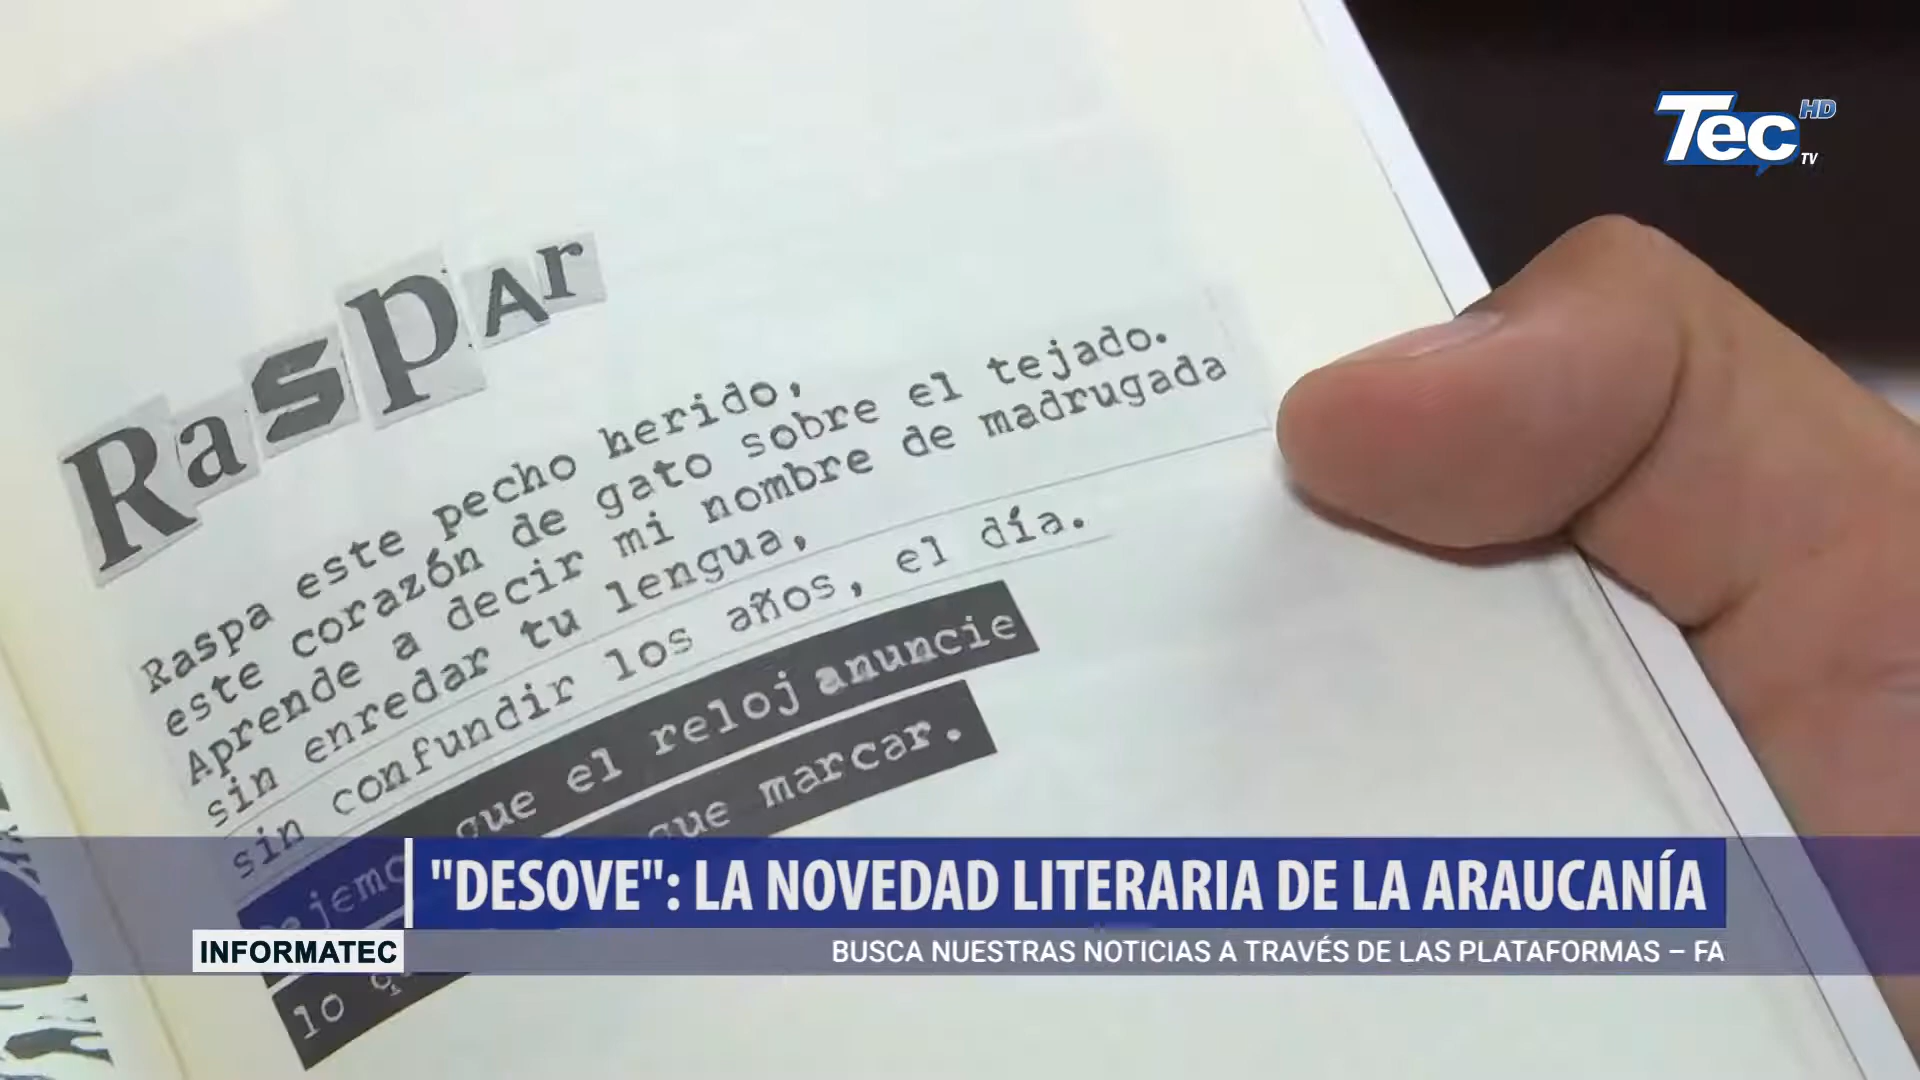 Tec HD
TV
RaspAr
Raspa este pecho herido,
este corazón de gato sobre el tejado.
Aprende a decir mi nombre de madrugada
sin enredar tu lengua,
sin confundir los años, el día.
que el reloj anuncie
lo que marcar.
"DESOVE": LA NOVEDAD LITERARIA DE LA ARAUCANÍA
INFORMATEC
BUSCA NUESTRAS NOTICIAS A TRAVÉS DE LAS PLATAFORMAS – FA